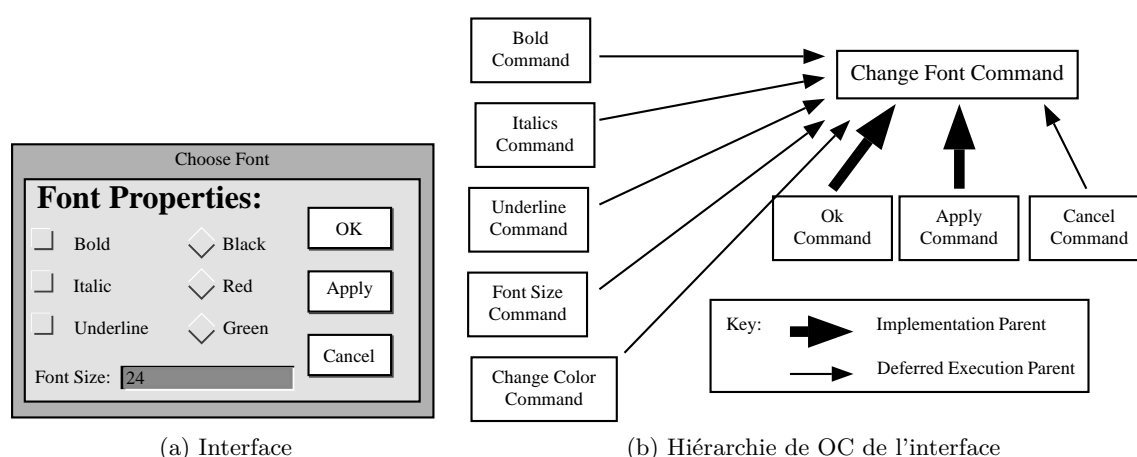 Choose Font
Font Properties:
Bold
Black
OK
Italic
Red
Apply
Underline
Green
Cancel
Font Size: 24
(a) Interface
Bold
Command
Change Font Command
Italics
Command
Underline
Command
Ok
Command
Apply
Command
Cancel
Command
Font Size
Command
Change Color
Command
Key:
Implementation Parent
Deferred Execution Parent
(b) Hiérarchie de OC de l'interface